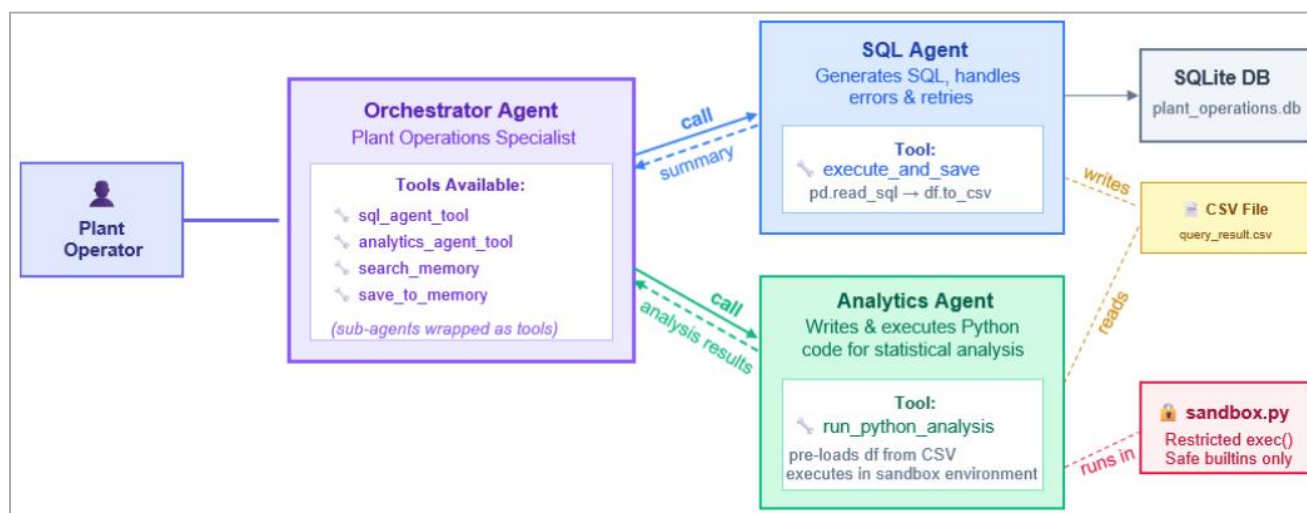 Plant
Operator
Orchestrator Agent
Plant Operations Specialist
Tools Available:
sql_agent_tool
analytics_agent_tool
search_memory
save_to_memory
(sub-agents wrapped as tools)
call
summary
call
analysis results
SQL Agent
Generates SQL, handles
errors & retries
Tool:
execute_and_save
pd.read_sql → df.to_csv
Analytics Agent
Writes & executes Python
code for statistical analysis
Tool:
run_python_analysis
pre-loads df from CSV
executes in sandbox environment
SQLite DB
plant_operations.db
writes
CSV File
query_result.csv
reads
sandbox.py
Restricted exec()
Safe builtins only
runs in